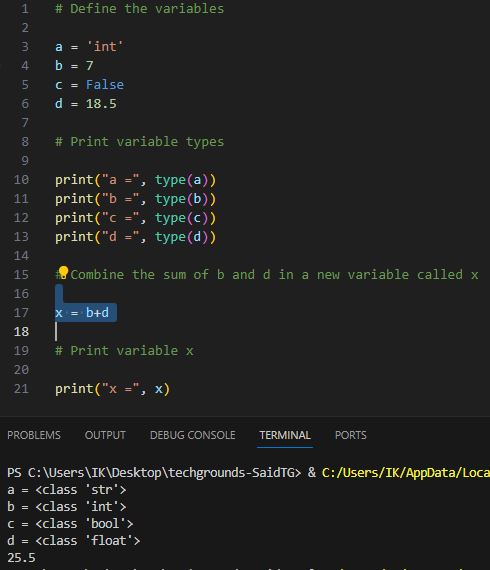 1 # Define the variables
2
3 a = 'int'
4 b = 7
5 c = False
6 d = 18.5
7
8 # Print variable types
9
10 print("a =", type(a))
11 print("b =", type(b))
12 print("c =", type(c))
13 print("d =", type(d))
14
15 # Combine the sum of b and d in a new variable called x
16
17 x = b+d
18
19 # Print variable x
20
21 print("x =", x)
PROBLEMS OUTPUT DEBUG CONSOLE TERMINAL PORTS
PS C:\Users\IK\Desktop\techgrounds-SaidTG> & C:/Users/IK/AppData/Loca
a = <class 'str'>
b = <class 'int'>
c = <class 'bool'>
d = <class 'float'>
25.5